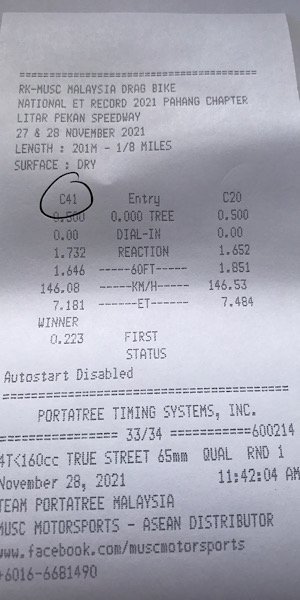 ==========================================
RK-MUSC MALAYSIA DRAG BIKE
NATIONAL ET RECORD 2021 PAHANG CHAPTER
LITAR PEKAN SPEEDWAY
27 & 28 NOVEMBER 2021
LENGTH : 201M - 1/8 MILES
SURFACE : DRY
C41 Entry C20
0.500 0.000 TREE 0.500
0.00 DIAL-IN 0.00
1.732 REACTION 1.652
1.646 ------60FT------ 1.851
146.08 ------KM/H----- 146.53
7.181 -------ET------ 7.484
WINNER
0.223 FIRST
STATUS
Autostart Disabled
==========================================
PORTATREE TIMING SYSTEMS, INC.
=============== 33/34 ===========600214
4T<160cc TRUE STREET 65mm QUAL RND 1
November 28, 2021 11:42:04 AM
TEAM PORTATREE MALAYSIA
MUSC MOTORSPORTS - ASEAN DISTRIBUTOR
www.facebook.com/muscmotorsports
+6016-6681490